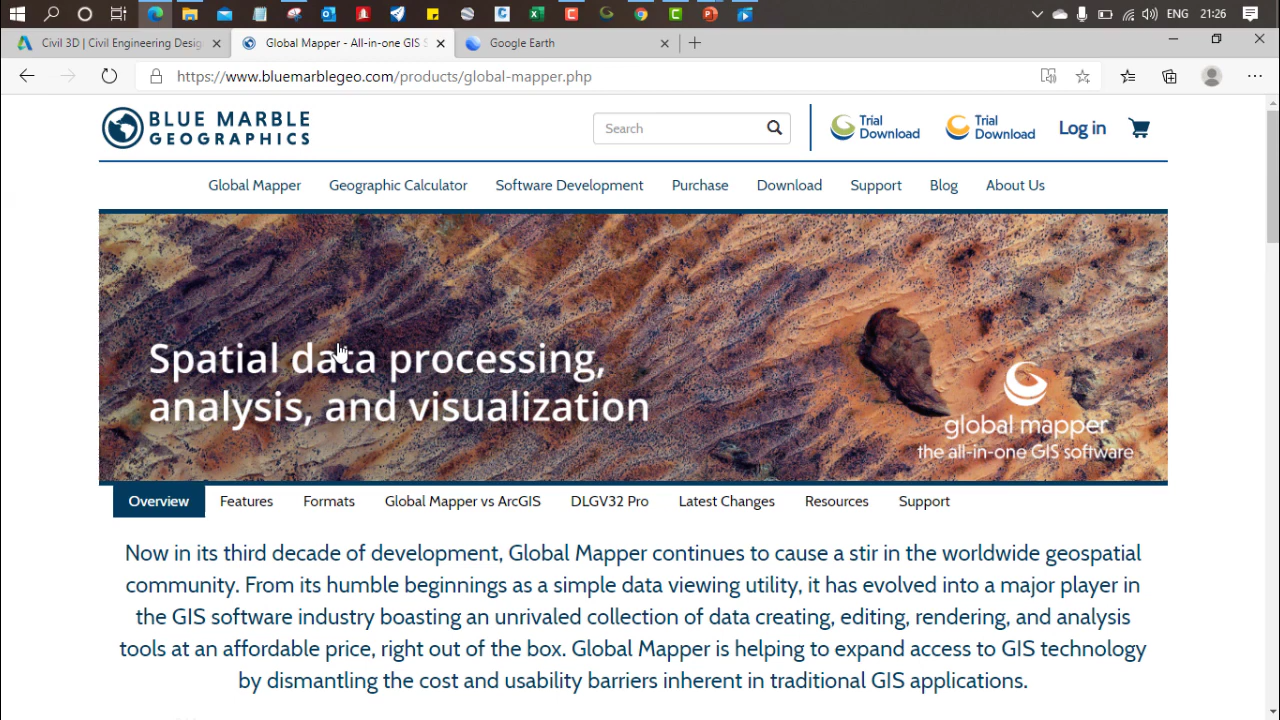 ENG 21:26
Civil 3D | Civil Engineering Desig
Global Mapper - All-in-one GIS S
Google Earth
https://www.bluemarblegeo.com/products/global-mapper.php
BLUE MARBLE
GEOGRAPHICS
Search
Trial
Download
Trial
Download
Log in
Global Mapper Geographic Calculator Software Development Purchase Download Support Blog About Us
Spatial data processing,
analysis, and visualization
global mapper
the all-in-one GIS software
Overview Features Formats Global Mapper vs ArcGIS DLGV32 Pro Latest Changes Resources Support
Now in its third decade of development, Global Mapper continues to cause a stir in the worldwide geospatial
community. From its humble beginnings as a simple data viewing utility, it has evolved into a major player in
the GIS software industry boasting an unrivaled collection of data creating, editing, rendering, and analysis
tools at an affordable price, right out of the box. Global Mapper is helping to expand access to GIS technology
by dismantling the cost and usability barriers inherent in traditional GIS applications.